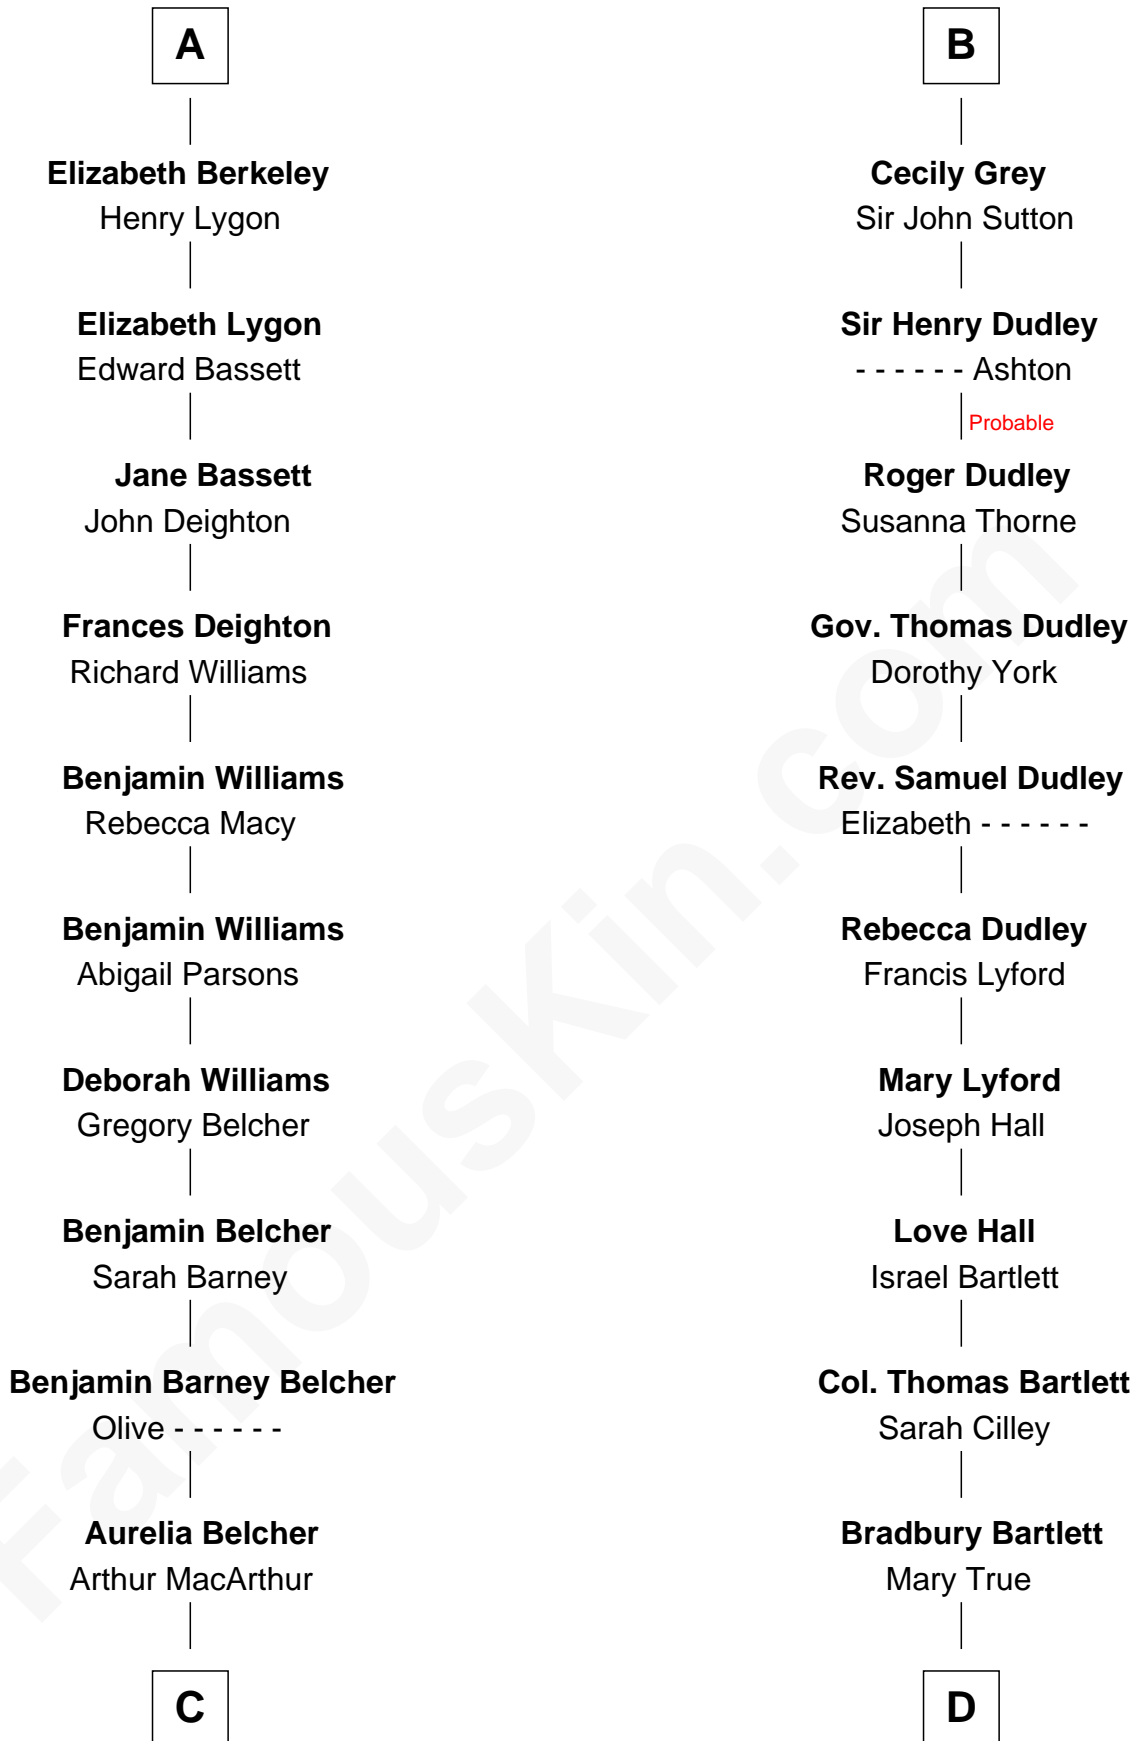 A
Elizabeth Berkeley
Henry Lygon
Elizabeth Lygon
Edward Bassett
Jane Bassett
John Deighton
Frances Deighton
Richard Williams
Benjamin Williams
Rebecca Macy
Benjamin Williams
Abigail Parsons
Deborah Williams
Gregory Belcher
Benjamin Belcher
Sarah Barney
Benjamin Barney Belcher
Olive - - - - - -
Aurelia Belcher
Arthur MacArthur
C
B
Cecily Grey
Sir John Sutton
Sir Henry Dudley
- - - - - - Ashton
Probable
Roger Dudley
Susanna Thorne
Gov. Thomas Dudley
Dorothy York
Rev. Samuel Dudley
Elizabeth - - - - - -
Rebecca Dudley
Francis Lyford
Mary Lyford
Joseph Hall
Love Hall
Israel Bartlett
Col. Thomas Bartlett
Sarah Cilley
Bradbury Bartlett
Mary True
D
FamousKin.com